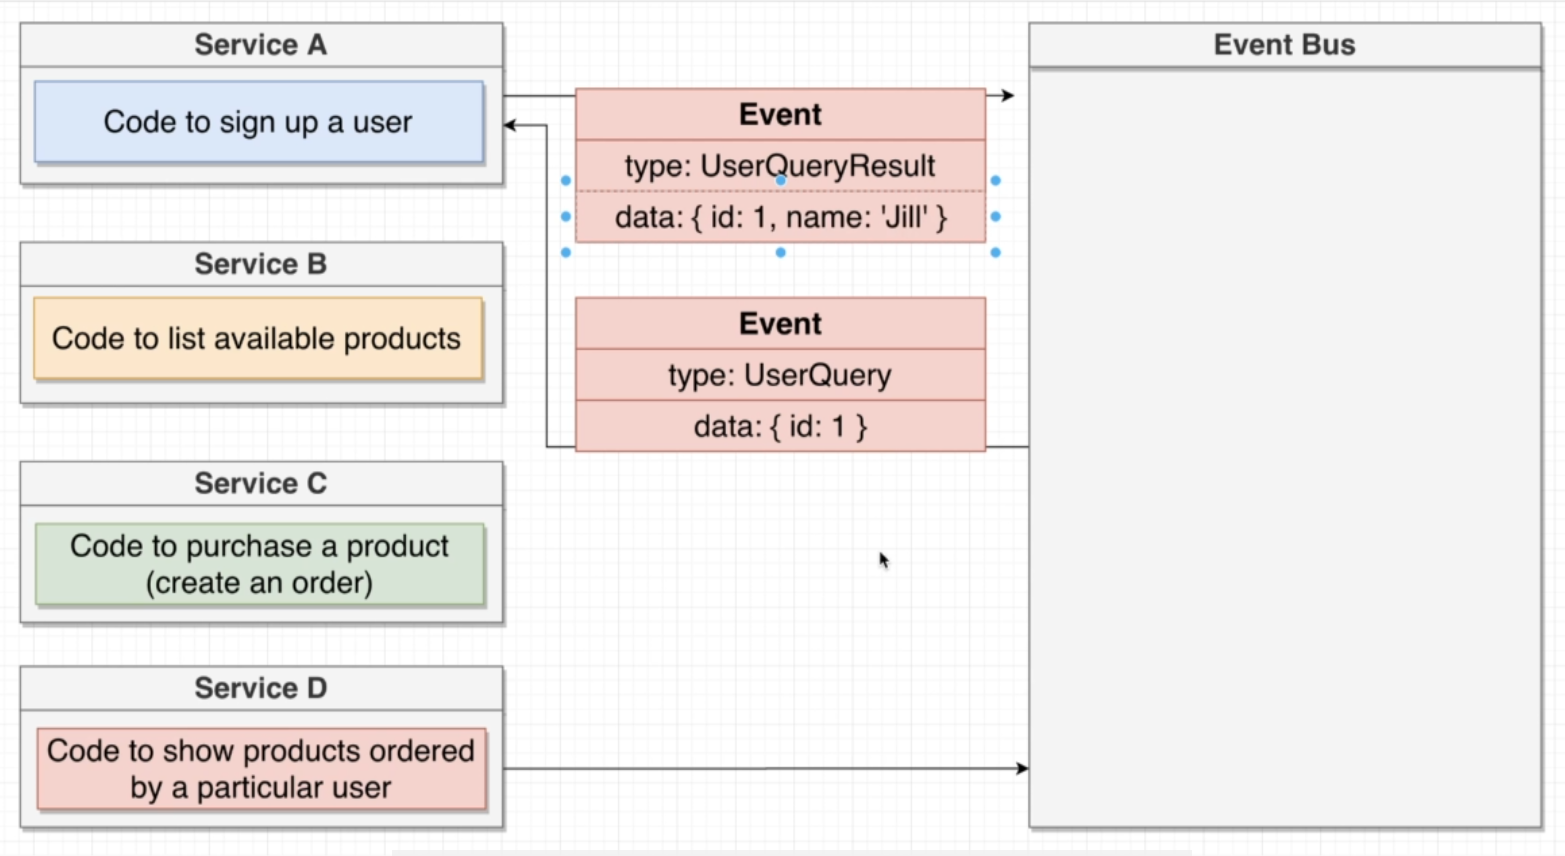 Service A
Code to sign up a user
Event
type: UserQueryResult
data: { id: 1, name: 'Jill' }
Event Bus
Service B
Code to list available products
Event
type: UserQuery
data: { id: 1 }
Service C
Code to purchase a product
(create an order)
Service D
Code to show products ordered
by a particular user